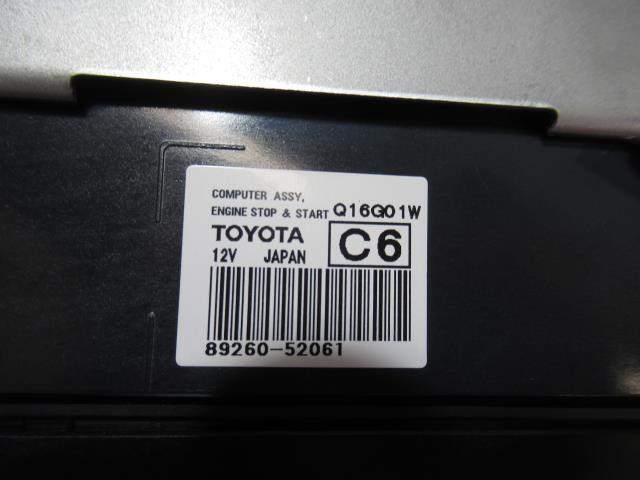 COMPUTER ASSY,
ENGINE STOP & START Q16G01W
TOYOTA C6
12V JAPAN
89260-52061